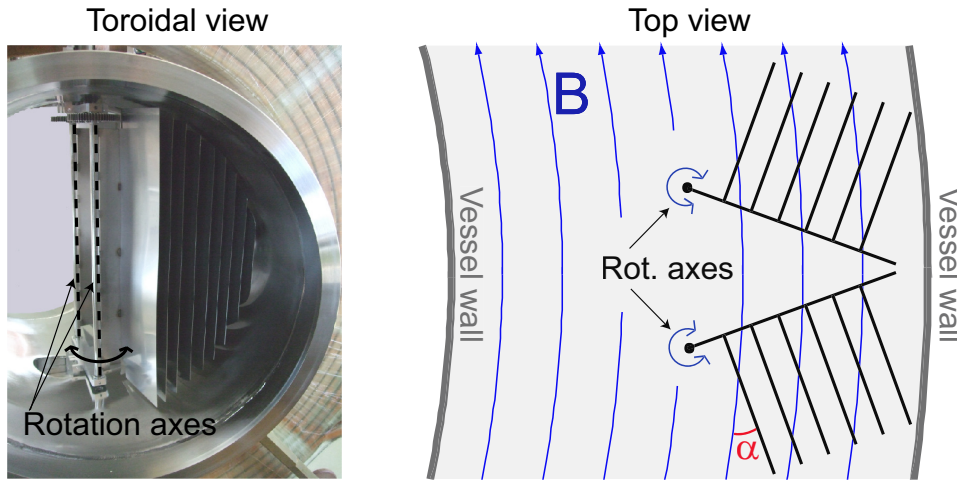 Toroidal view
Rotation axes
Top view
B
Vessel wall
Rot. axes
Vessel wall
α